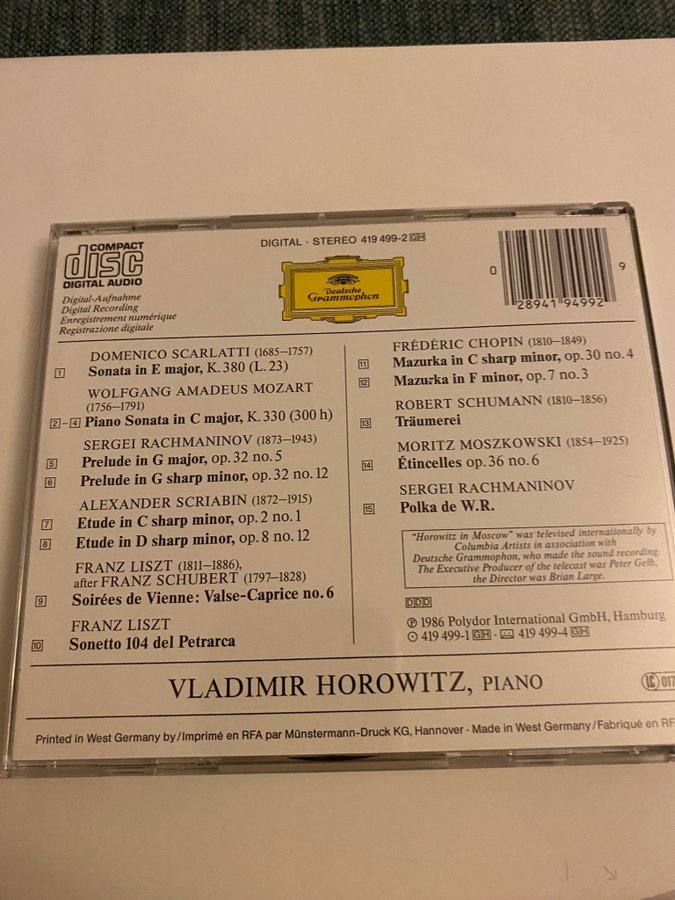 COMPACT
disc
DIGITAL AUDIO
DIGITAL · STEREO 419 499-2 GH
Deutsche
Grammophon
0
28941 94992
9
Digital-Aufnahme
Digital Recording
Enregistrement numérique
Registrazione digitale
DOMENICO SCARLATTI (1685–1757)
1 Sonata in E major, K. 380 (L. 23)
WOLFGANG AMADEUS MOZART
(1756–1791)
2–4 Piano Sonata in C major, K. 330 (300 h)
SERGEI RACHMANINOV (1873–1943)
5 Prelude in G major, op. 32 no. 5
6 Prelude in G sharp minor, op. 32 no. 12
ALEXANDER SCRIABIN (1872–1915)
7 Etude in C sharp minor, op. 2 no. 1
8 Etude in D sharp minor, op. 8 no. 12
FRANZ LISZT (1811–1886),
after FRANZ SCHUBERT (1797–1828)
9 Soirées de Vienne: Valse-Caprice no. 6
FRANZ LISZT
10 Sonetto 104 del Petrarca
FRÉDÉRIC CHOPIN (1810–1849)
11 Mazurka in C sharp minor, op. 30 no. 4
12 Mazurka in F minor, op. 7 no. 3
ROBERT SCHUMANN (1810–1856)
13 Träumerei
MORITZ MOSZKOWSKI (1854–1925)
14 Étincelles op. 36 no. 6
SERGEI RACHMANINOV
15 Polka de W.R.
"Horowitz in Moscow" was televised internationally by
Columbia Artists in association with
Deutsche Grammophon, who made the sound recording.
The Executive Producer of the telecast was Peter Gelb,
the Director was Brian Large.
DDD
℗ 1986 Polydor International GmbH, Hamburg
419 499-1 GH · 419 499-4 GH
VLADIMIR HOROWITZ, PIANO
LC 017
Printed in West Germany by / Imprimé en RFA par Münstermann-Druck KG, Hannover · Made in West Germany / Fabriqué en RF